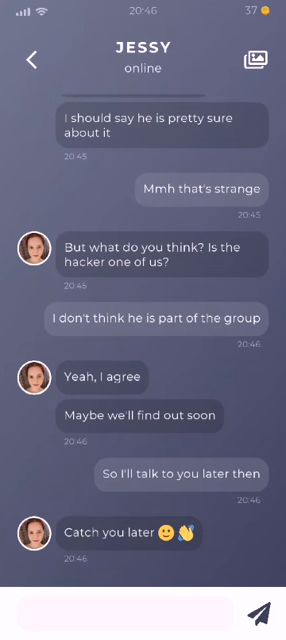 20:46
37
JESSY
online
I should say he is pretty sure
about it
20:45
Mmh that's strange
20:45
But what do you think? Is the
hacker one of us?
20:45
I don't think he is part of the group
20:46
Yeah, I agree
Maybe we'll find out soon
20:46
So I'll talk to you later then
20:46
Catch you later 🙂 👋
20:46